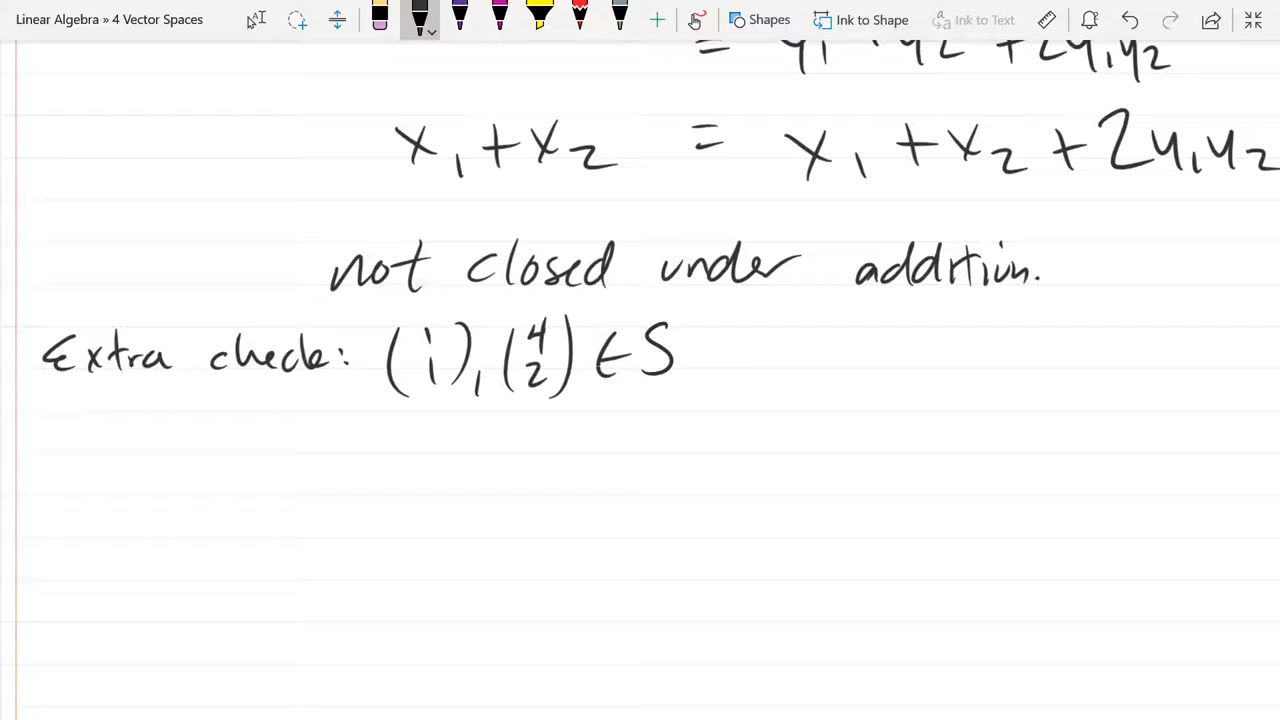 Linear Algebra » 4 Vector Spaces
Shapes
Ink to Shape
Ink to Text
x₁+x₂ = x₁+x₂+2y₁y₂
not closed under addition.
Extra check: (1 1), (4 2) ∈ S